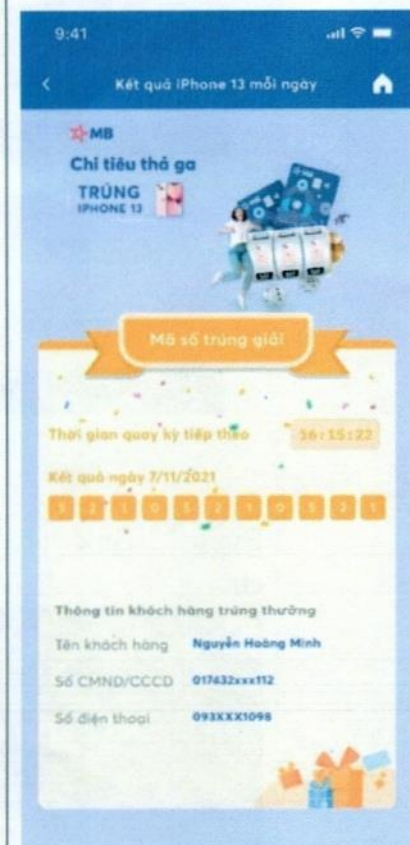 9:41
Kết quả iPhone 13 mỗi ngày
MB
Chi tiêu thả ga
TRÚNG
IPHONE 13
Mã số trúng giải
Thời gian quay kỳ tiếp theo 16:15:22
Kết quả ngày 7/11/2021
Thông tin khách hàng trúng thưởng
Tên khách hàng Nguyễn Hoàng Minh
Số CMND/CCCD 017432xxx112
Số điện thoại 093XXX1098